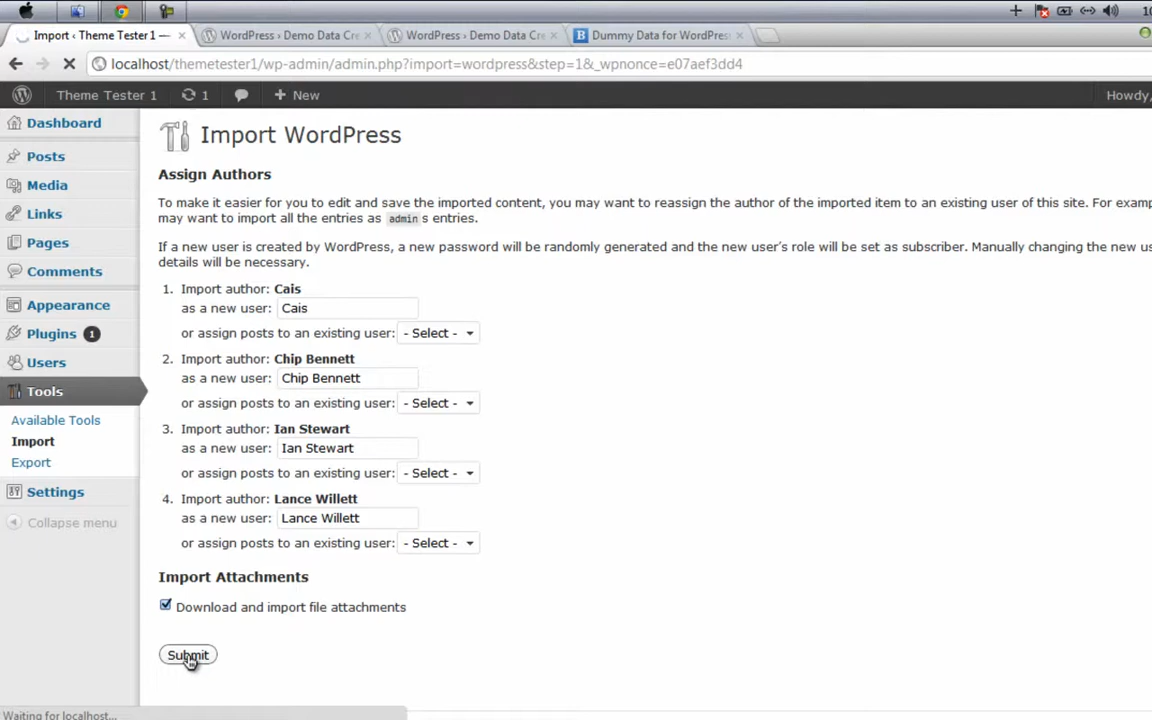 10
Import ‹ Theme Tester 1 —
WordPress › Demo Data Cre
WordPress › Demo Data Cre
Dummy Data for WordPres
localhost/themetester1/wp-admin/admin.php?import=wordpress&step=1&_wpnonce=e07aef3dd4
Theme Tester 1
1
New
Howdy,
Dashboard
Posts
Media
Links
Pages
Comments
Appearance
Plugins 1
Users
Tools
Available Tools
Import
Export
Settings
Collapse menu
Import WordPress
Assign Authors
To make it easier for you to edit and save the imported content, you may want to reassign the author of the imported item to an existing user of this site. For examp
may want to import all the entries as admin s entries.
If a new user is created by WordPress, a new password will be randomly generated and the new user's role will be set as subscriber. Manually changing the new us
details will be necessary.
1. Import author: Cais
as a new user: Cais
or assign posts to an existing user: - Select -
2. Import author: Chip Bennett
as a new user: Chip Bennett
or assign posts to an existing user: - Select -
3. Import author: Ian Stewart
as a new user: Ian Stewart
or assign posts to an existing user: - Select -
4. Import author: Lance Willett
as a new user: Lance Willett
or assign posts to an existing user: - Select -
Import Attachments
Download and import file attachments
Submit
Waiting for localhost...